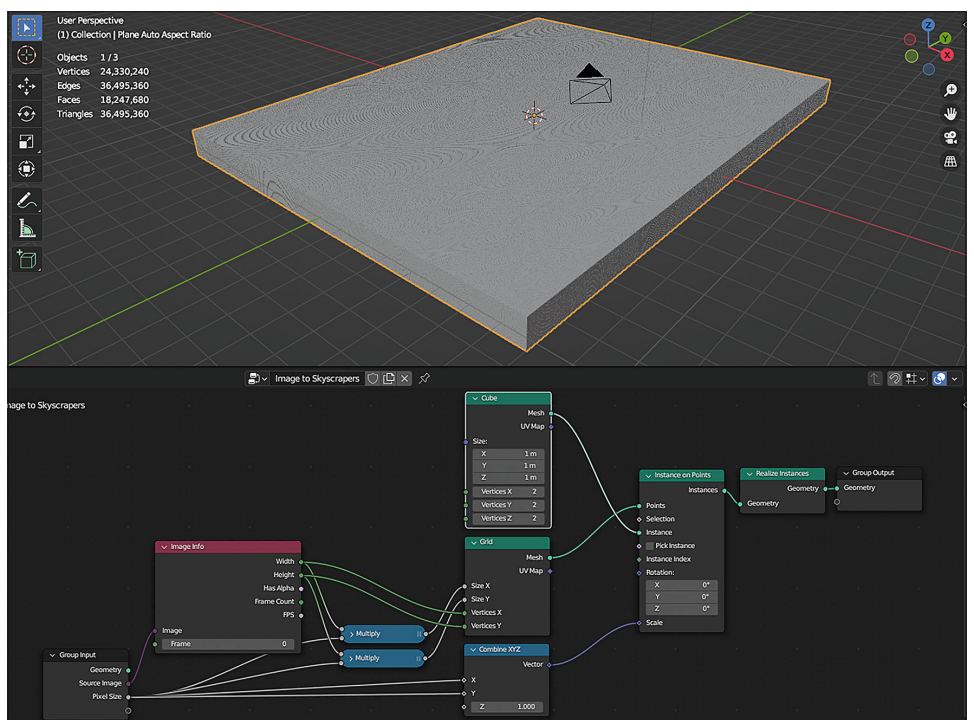 User Perspective
(1) Collection | Plane Auto Aspect Ratio
Objects 1 / 3
Vertices 24,330,240
Edges 36,495,360
Faces 18,247,680
Triangles 36,495,360
Z
Y
X
Image to Skyscrapers
mage to Skyscrapers
Cube
Mesh
UV Map
Size:
X 1 m
Y 1 m
Z 1 m
Vertices X 2
Vertices Y 2
Vertices Z 2
Instance on Points
Instances
Points
Selection
Instance
Pick Instance
Instance Index
Rotation:
X 0°
Y 0°
Z 0°
Scale
Realize Instances
Geometry
Geometry
Group Output
Geometry
Image Info
Width
Height
Has Alpha
Frame Count
FPS
Image
Frame 0
Grid
Mesh
UV Map
Size X
Size Y
Vertices X
Vertices Y
Multiply
Multiply
Combine XYZ
Vector
X
Y
Z 1.000
Group Input
Geometry
Source Image
Pixel Size